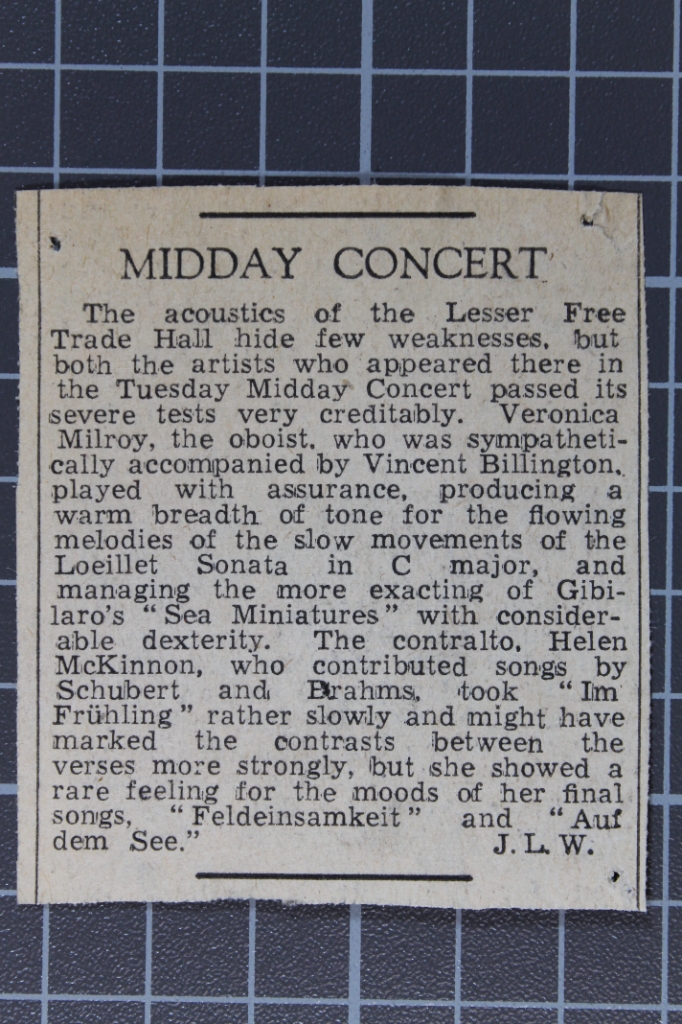 MIDDAY CONCERT
The acoustics of the Lesser Free
Trade Hall hide few weaknesses, but
both the artists who appeared there in
the Tuesday Midday Concert passed its
severe tests very creditably. Veronica
Milroy, the oboist, who was sympatheti-
cally accompanied by Vincent Billington,
played with assurance, producing a
warm breadth of tone for the flowing
melodies of the slow movements of the
Loeillet Sonata in C major, and
managing the more exacting of Gibi-
laro's "Sea Miniatures" with consider-
able dexterity. The contralto, Helen
McKinnon, who contributed songs by
Schubert and Brahms, took "Im
Frühling" rather slowly and might have
marked the contrasts between the
verses more strongly, but she showed a
rare feeling for the moods of her final
songs, "Feldeinsamkeit" and "Auf
dem See." J. L. W.